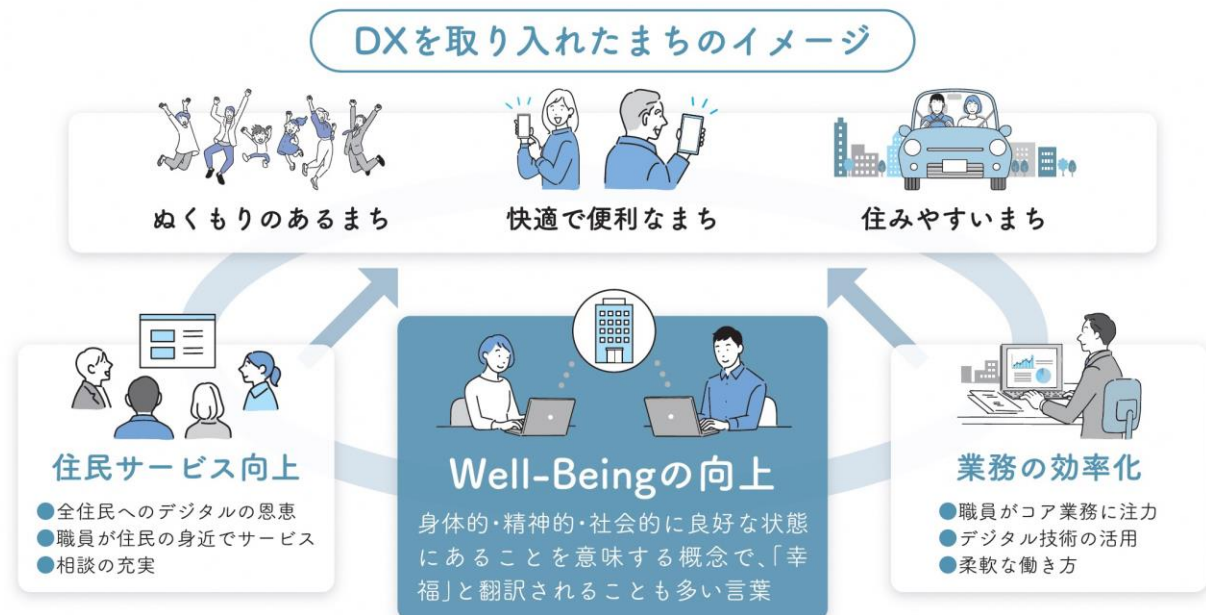 DXを取り入れたまちのイメージ
ぬくもりのあるまち
快適で便利なまち
住みやすいまち
住民サービス向上
●全住民へのデジタルの恩恵
●職員が住民の身近でサービス
●相談の充実
Well-Beingの向上
身体的・精神的・社会的に良好な状態
にあることを意味する概念で、「幸
福」と翻訳されることも多い言葉
業務の効率化
●職員がコア業務に注力
●デジタル技術の活用
●柔軟な働き方